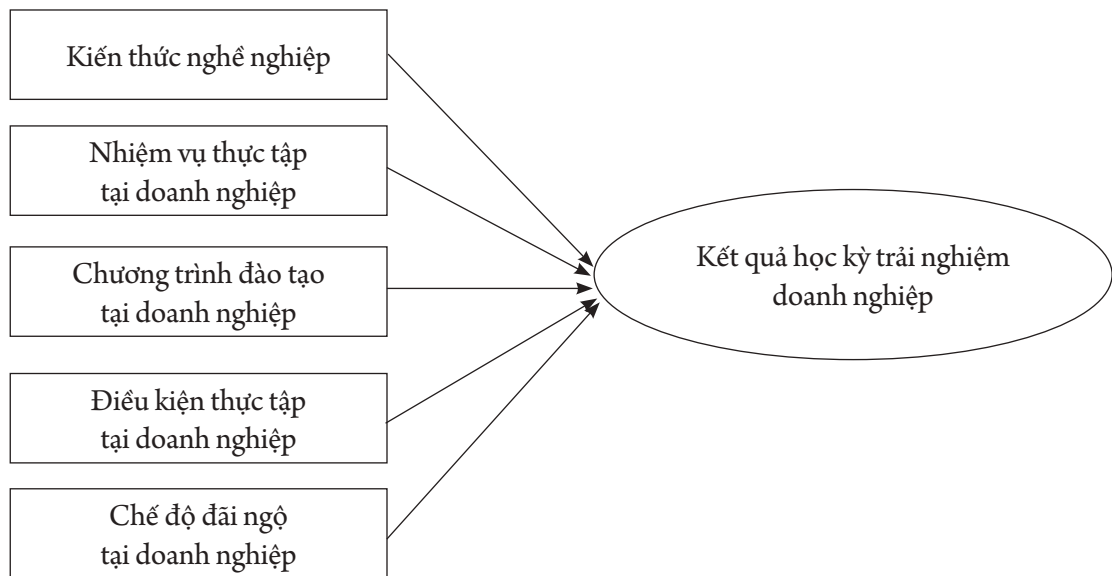 Kiến thức nghề nghiệp
Nhiệm vụ thực tập
tại doanh nghiệp
Chương trình đào tạo
tại doanh nghiệp
Điều kiện thực tập
tại doanh nghiệp
Chế độ đãi ngộ
tại doanh nghiệp
Kết quả học kỳ trải nghiệm
doanh nghiệp